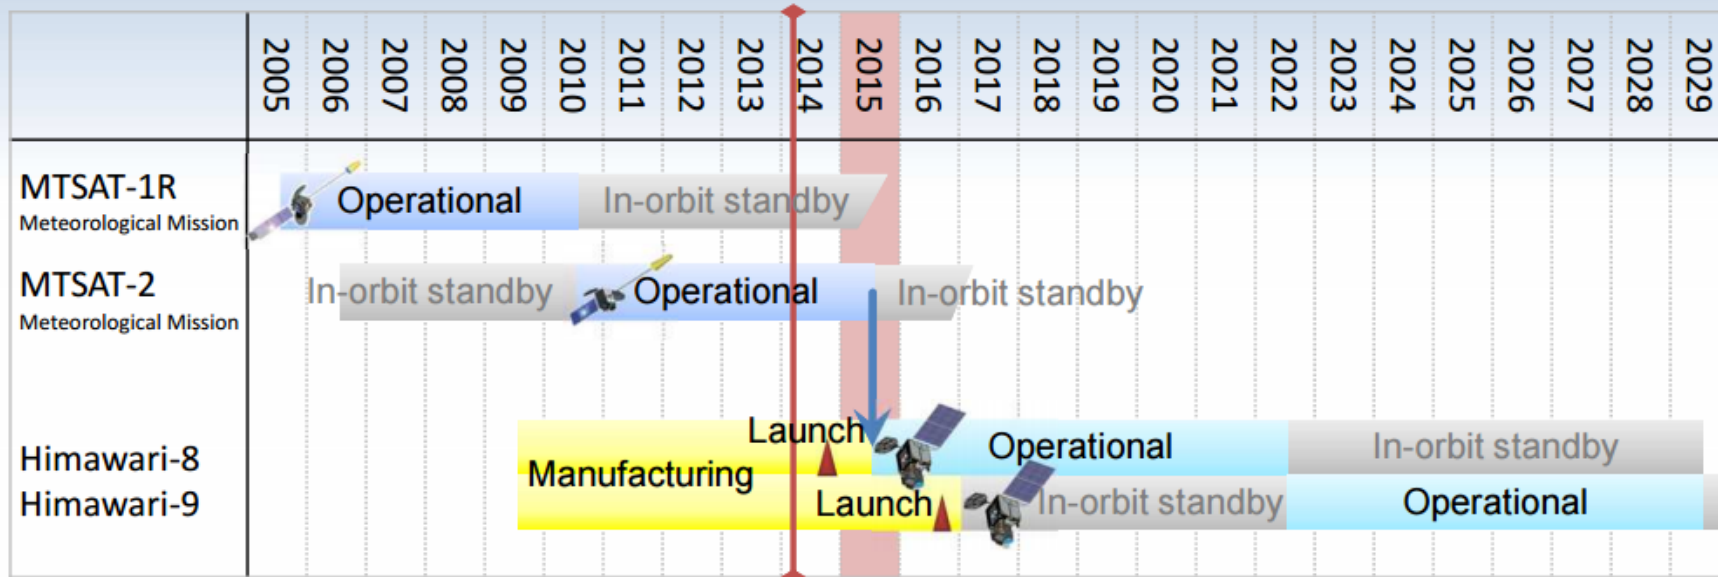 2005 2006 2007 2008 2009 2010 2011 2012 2013 2014 2015 2016 2017 2018 2019 2020 2021 2022 2023 2024 2025 2026 2027 2028 2029
MTSAT-1R Operational In-orbit standby
Meteorological Mission
MTSAT-2 In-orbit standby Operational In-orbit standby
Meteorological Mission
Launch
Himawari-8 Operational In-orbit standby
Manufacturing
Himawari-9 Launch In-orbit standby Operational